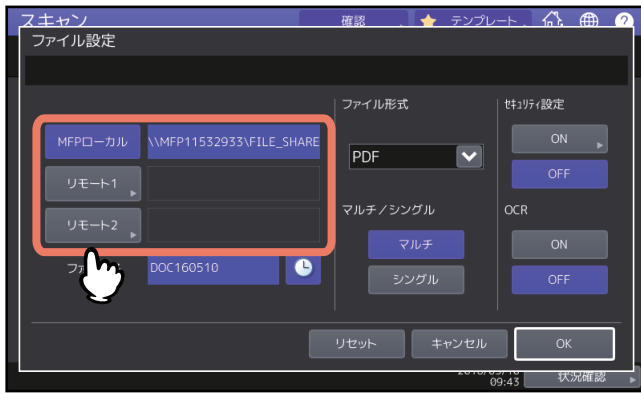 スキャン
確認
テンプレート
ファイル設定
ファイル形式
セキュリティ設定
MFPローカル
\\MFP11532933\FILE_SHARE
PDF
ON
OFF
リモート1
リモート2
マルチ/シングル
OCR
マルチ
ON
DOC160510
シングル
OFF
リセット
キャンセル
OK
09:43
状況確認